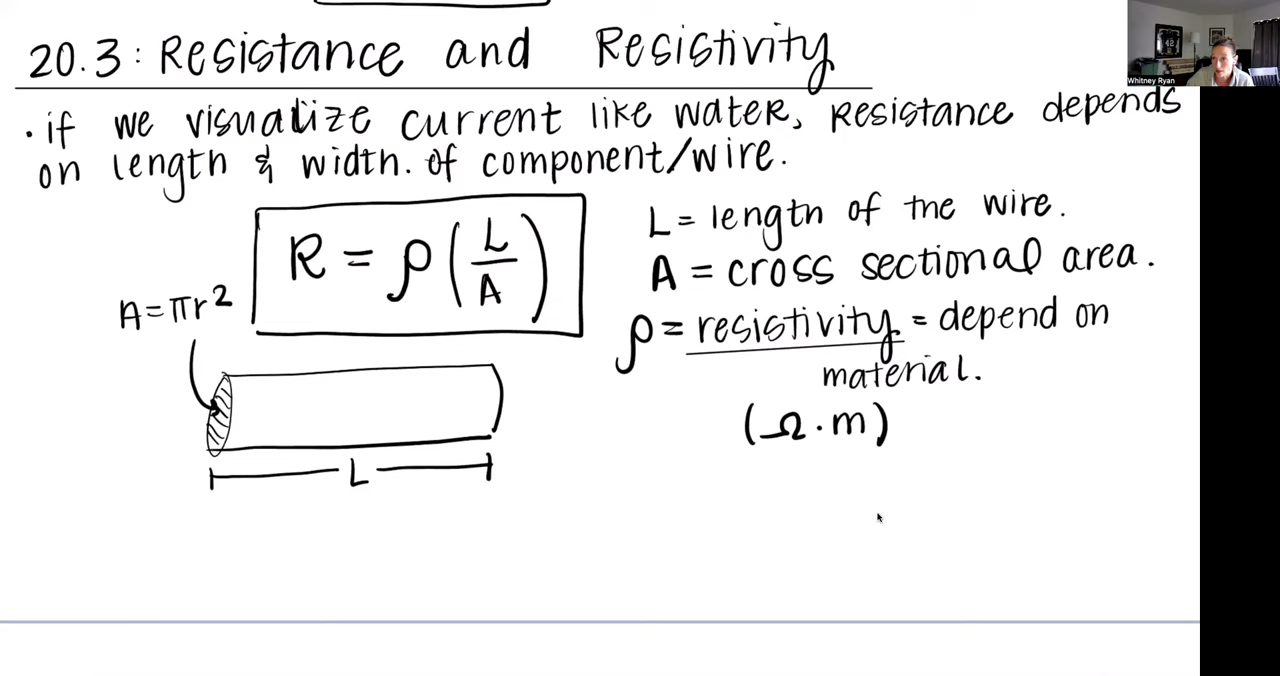 20.3: Resistance and Resistivity
Whitney Ryan
• if we visualize current like water, resistance depends
on length & width. of component/wire.
R = ρ(L/A)
L = length of the wire.
A = cross sectional area.
ρ = resistivity = depend on
material.
(Ω·m)
A=πr²
L